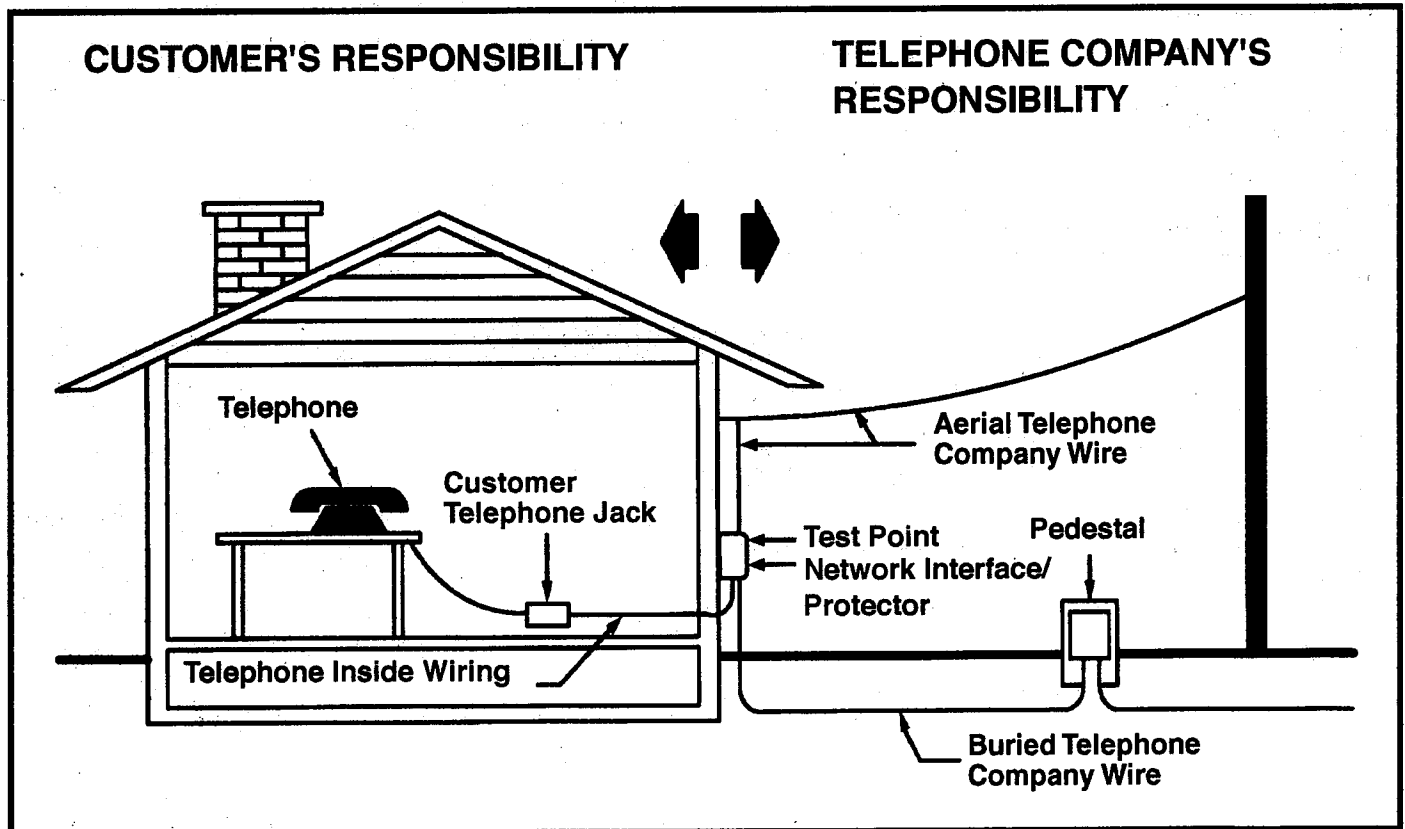 CUSTOMER'S RESPONSIBILITY
TELEPHONE COMPANY'S
RESPONSIBILITY
Telephone
Customer
Telephone Jack
Aerial Telephone
Company Wire
Test Point
Network Interface/
Protector
Pedestal
Telephone Inside Wiring
Buried Telephone
Company Wire